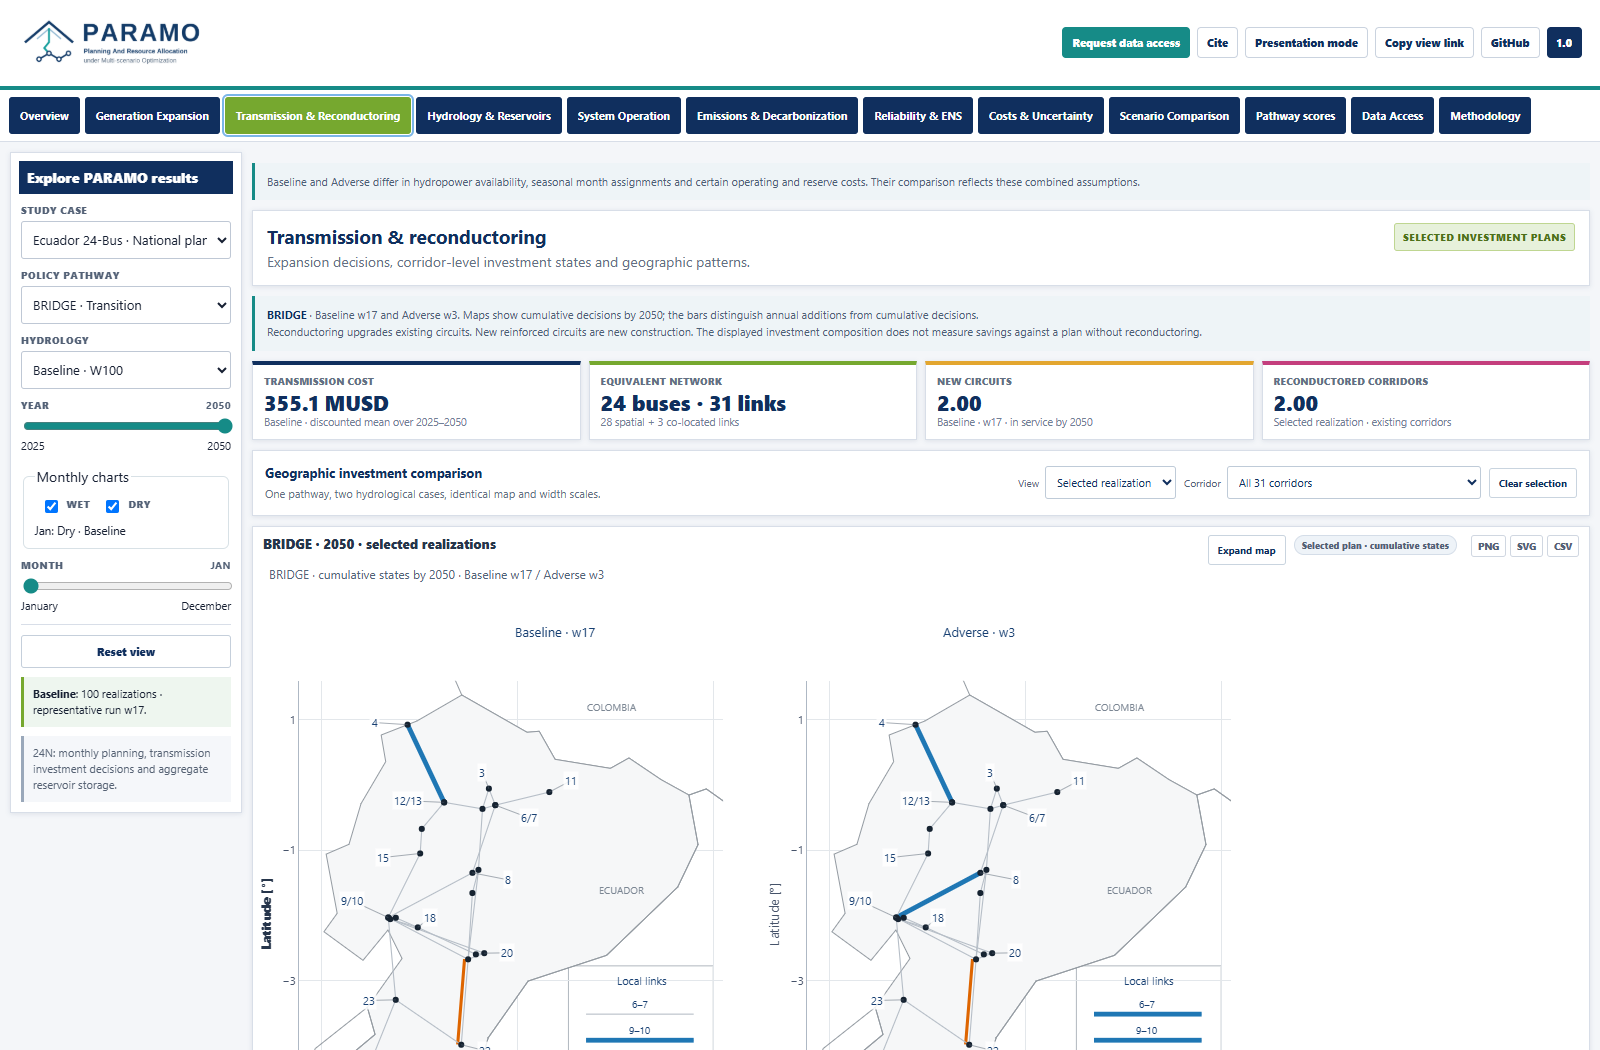 PARAMO
Planning And Resource Allocation
under Multi-scenario Optimization
Request data access
Cite
Presentation mode
Copy view link
GitHub
1.0
Overview
Generation Expansion
Transmission & Reconductoring
Hydrology & Reservoirs
System Operation
Emissions & Decarbonization
Reliability & ENS
Costs & Uncertainty
Scenario Comparison
Pathway scores
Data Access
Methodology
Explore PARAMO results
STUDY CASE
Ecuador 24-Bus · National plar
POLICY PATHWAY
BRIDGE · Transition
HYDROLOGY
Baseline · W100
YEAR 2050
2025 2050
Monthly charts
WET DRY
Jan: Dry · Baseline
MONTH JAN
January December
Reset view
Baseline: 100 realizations ·
representative run w17.
24N: monthly planning, transmission
investment decisions and aggregate
reservoir storage.
Baseline and Adverse differ in hydropower availability, seasonal month assignments and certain operating and reserve costs. Their comparison reflects these combined assumptions.
Transmission & reconductoring
Expansion decisions, corridor-level investment states and geographic patterns.
SELECTED INVESTMENT PLANS
BRIDGE · Baseline w17 and Adverse w3. Maps show cumulative decisions by 2050; the bars distinguish annual additions from cumulative decisions.
Reconductoring upgrades existing circuits. New reinforced circuits are new construction. The displayed investment composition does not measure savings against a plan without reconductoring.
TRANSMISSION COST
355.1 MUSD
Baseline · discounted mean over 2025–2050
EQUIVALENT NETWORK
24 buses · 31 links
28 spatial + 3 co-located links
NEW CIRCUITS
2.00
Baseline · w17 · in service by 2050
RECONDUCTORED CORRIDORS
2.00
Selected realization · existing corridors
Geographic investment comparison
One pathway, two hydrological cases, identical map and width scales.
View
Selected realization
Corridor
All 31 corridors
Clear selection
BRIDGE · 2050 · selected realizations
Expand map
Selected plan · cumulative states
PNG
SVG
CSV
BRIDGE · cumulative states by 2050 · Baseline w17 / Adverse w3
Baseline · w17
COLOMBIA
ECUADOR
1
−1
−3
Latitude [°]
4
3
11
12/13
6/7
15
8
9/10
18
20
23
Local links
6–7
9–10
Adverse · w3
COLOMBIA
ECUADOR
1
−1
−3
Latitude [°]
4
3
11
12/13
6/7
15
8
9/10
18
20
23
Local links
6–7
9–10